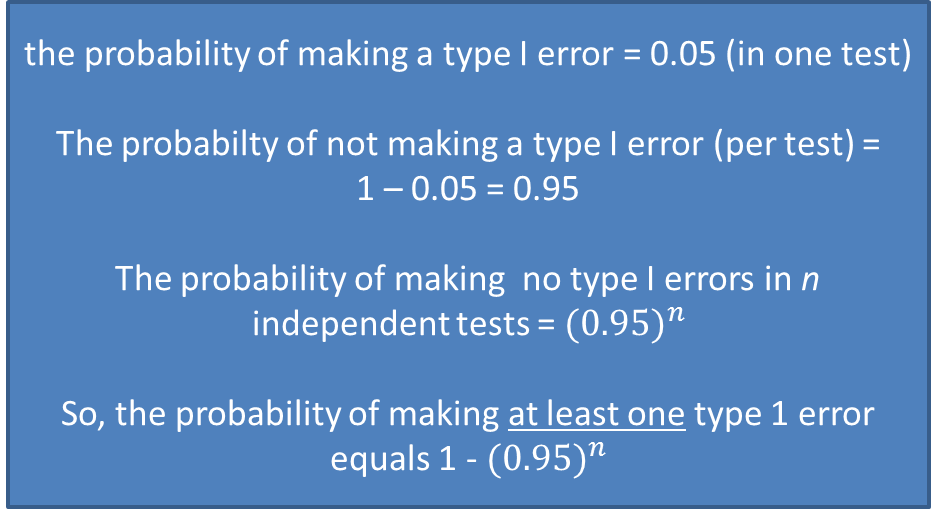 the probability of making a type I error = 0.05 (in one test)
The probabilty of not making a type I error (per test) =
1 – 0.05 = 0.95
The probability of making  no type I errors in n
independent tests = (0.95)ⁿ
So, the probability of making at least one type 1 error
equals 1 - (0.95)ⁿ